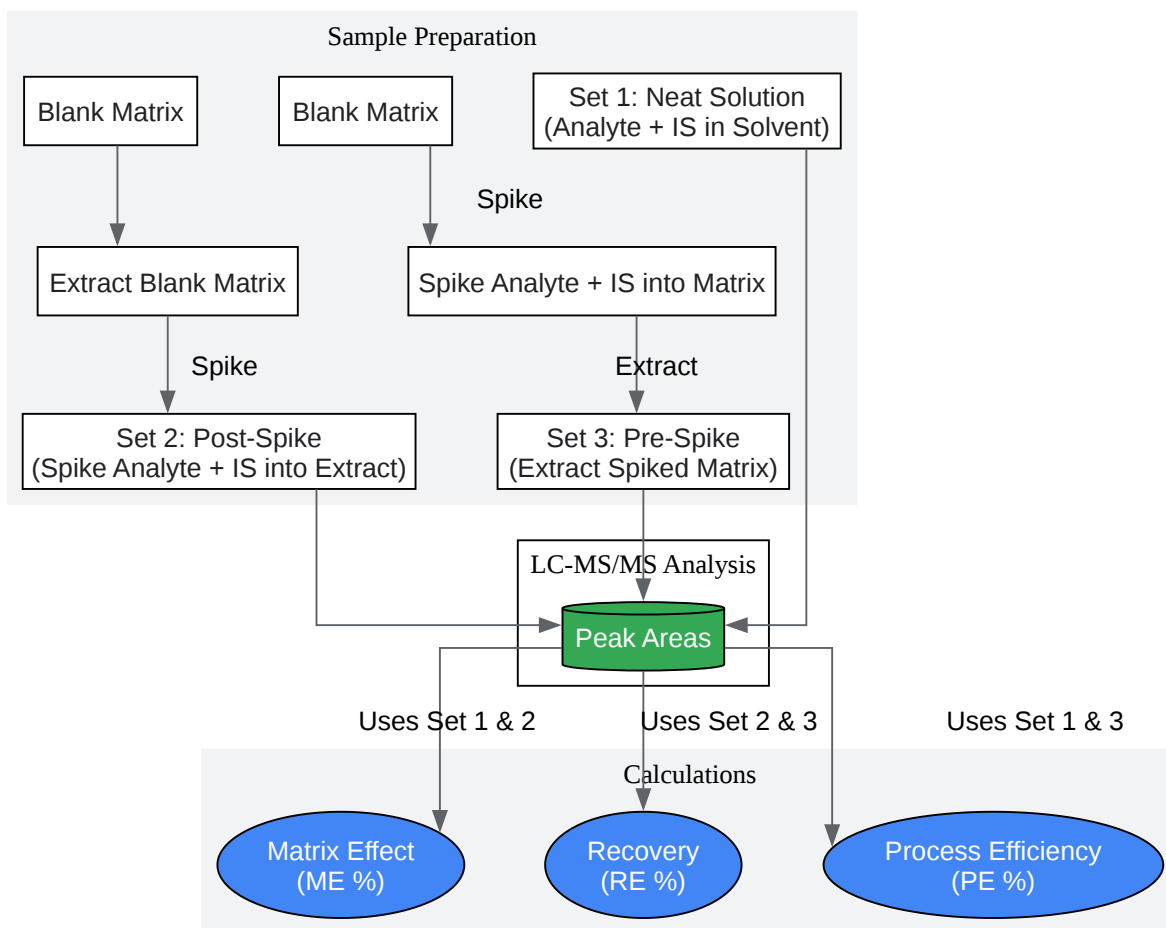 Sample Preparation
Blank Matrix
Blank Matrix
Set 1: Neat Solution
(Analyte + IS in Solvent)
Spike
Extract Blank Matrix
Spike Analyte + IS into Matrix
Spike
Extract
Set 2: Post-Spike
(Spike Analyte + IS into Extract)
Set 3: Pre-Spike
(Extract Spiked Matrix)
LC-MS/MS Analysis
Peak Areas
Uses Set 1 & 2
Uses Set 2 & 3
Uses Set 1 & 3
Calculations
Matrix Effect
(ME %)
Recovery
(RE %)
Process Efficiency
(PE %)